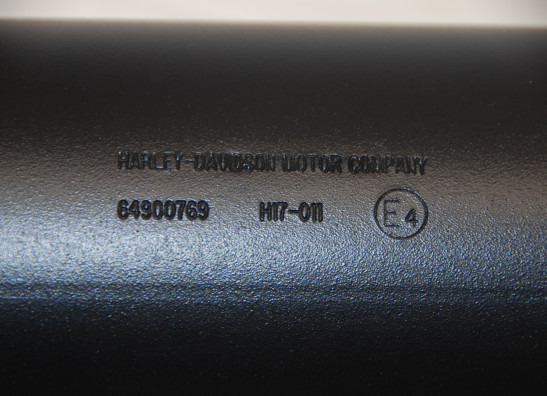 HARLEY-DAVIDSON MOTOR COMPANY
64900769 H17-011 E4